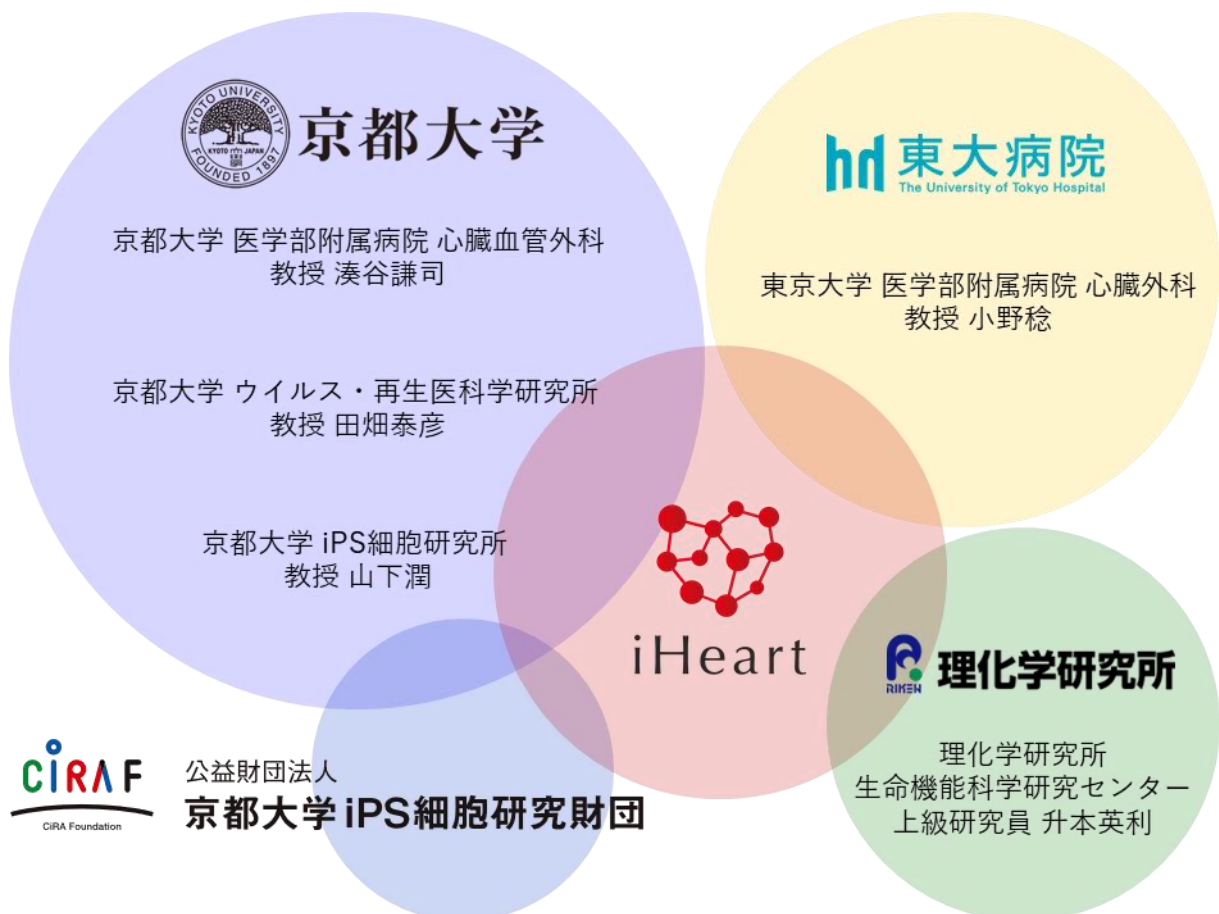 KYOTO UNIVERSITY
KYOTO JAPAN
FOUNDED 1897
京都大学
京都大学 医学部附属病院 心臓血管外科
教授 湊谷謙司
京都大学 ウイルス・再生医科学研究所
教授 田畑泰彦
京都大学 iPS細胞研究所
教授 山下潤
hd 東大病院
The University of Tokyo Hospital
東京大学 医学部附属病院 心臓外科
教授 小野稔
iHeart
RIKEN
理化学研究所
理化学研究所
生命機能科学研究センター
上級研究員 升本英利
CiRA F
CiRA Foundation
公益財団法人
京都大学iPS細胞研究財団